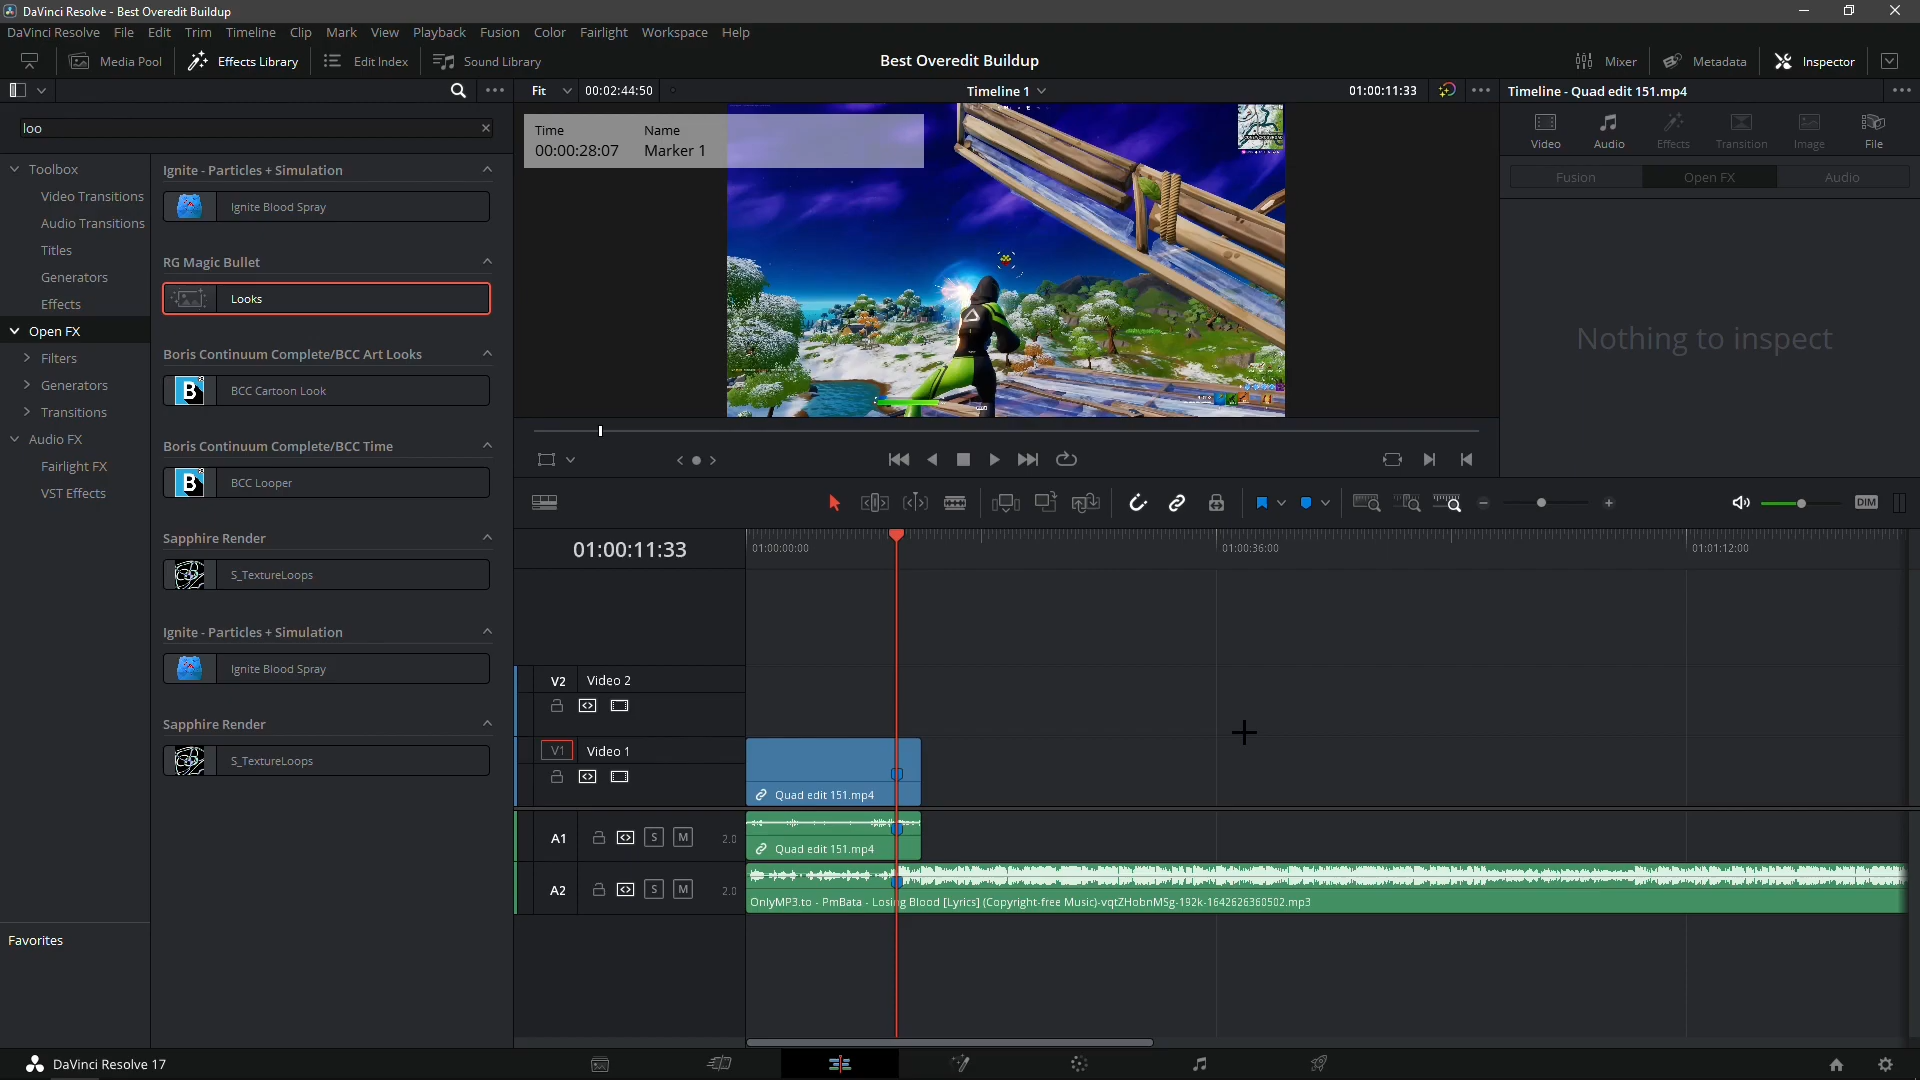 DaVinci Resolve - Best Overedit Buildup
DaVinci Resolve File Edit Trim Timeline Clip Mark View Playback Fusion Color Fairlight Workspace Help
Media Pool Effects Library Edit Index Sound Library Best Overedit Buildup Mixer Metadata Inspector
Fit 00:02:44:50 Timeline 1 01:00:11:33 Timeline - Quad edit 151.mp4
loo
Time Name
00:00:28:07 Marker 1
Video Audio Effects Transition Image File
Fusion Open FX Audio
Nothing to inspect
Toolbox
Video Transitions
Audio Transitions
Titles
Generators
Effects
Open FX
Filters
Generators
Transitions
Audio FX
Fairlight FX
VST Effects
Favorites
Ignite - Particles + Simulation
Ignite Blood Spray
RG Magic Bullet
Looks
Boris Continuum Complete/BCC Art Looks
B BCC Cartoon Look
Boris Continuum Complete/BCC Time
B BCC Looper
Sapphire Render
S_TextureLoops
Ignite - Particles + Simulation
Ignite Blood Spray
Sapphire Render
S_TextureLoops
DIM
01:00:11:33 01:00:00:00 01:00:36:00 01:01:12:00
V2 Video 2
V1 Video 1
Quad edit 151.mp4
A1 S M 2.0
Quad edit 151.mp4
A2 S M 2.0
OnlyMP3.to - PmBata - Losing Blood [Lyrics] (Copyright-free Music)-vqtZHobnMSg-192k-1642626360502.mp3
DaVinci Resolve 17